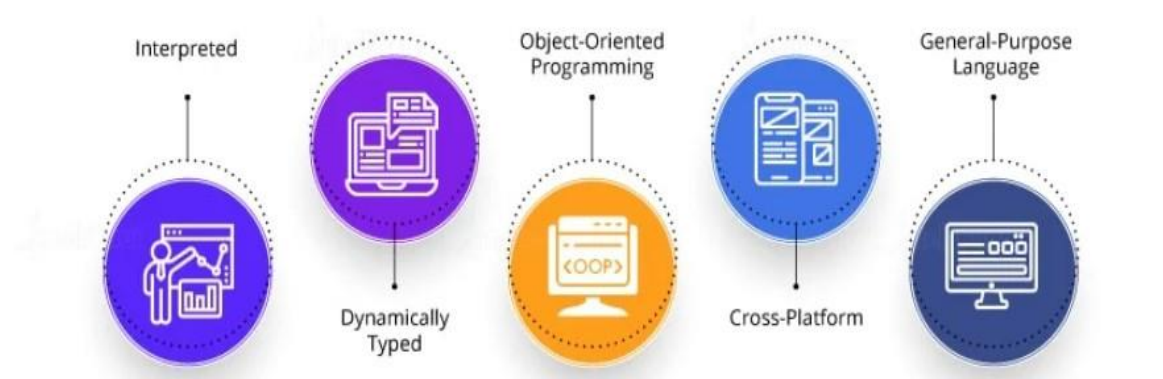 Interpreted
Dynamically
Typed
Object-Oriented
Programming
<OOP>
Cross-Platform
General-Purpose
Language